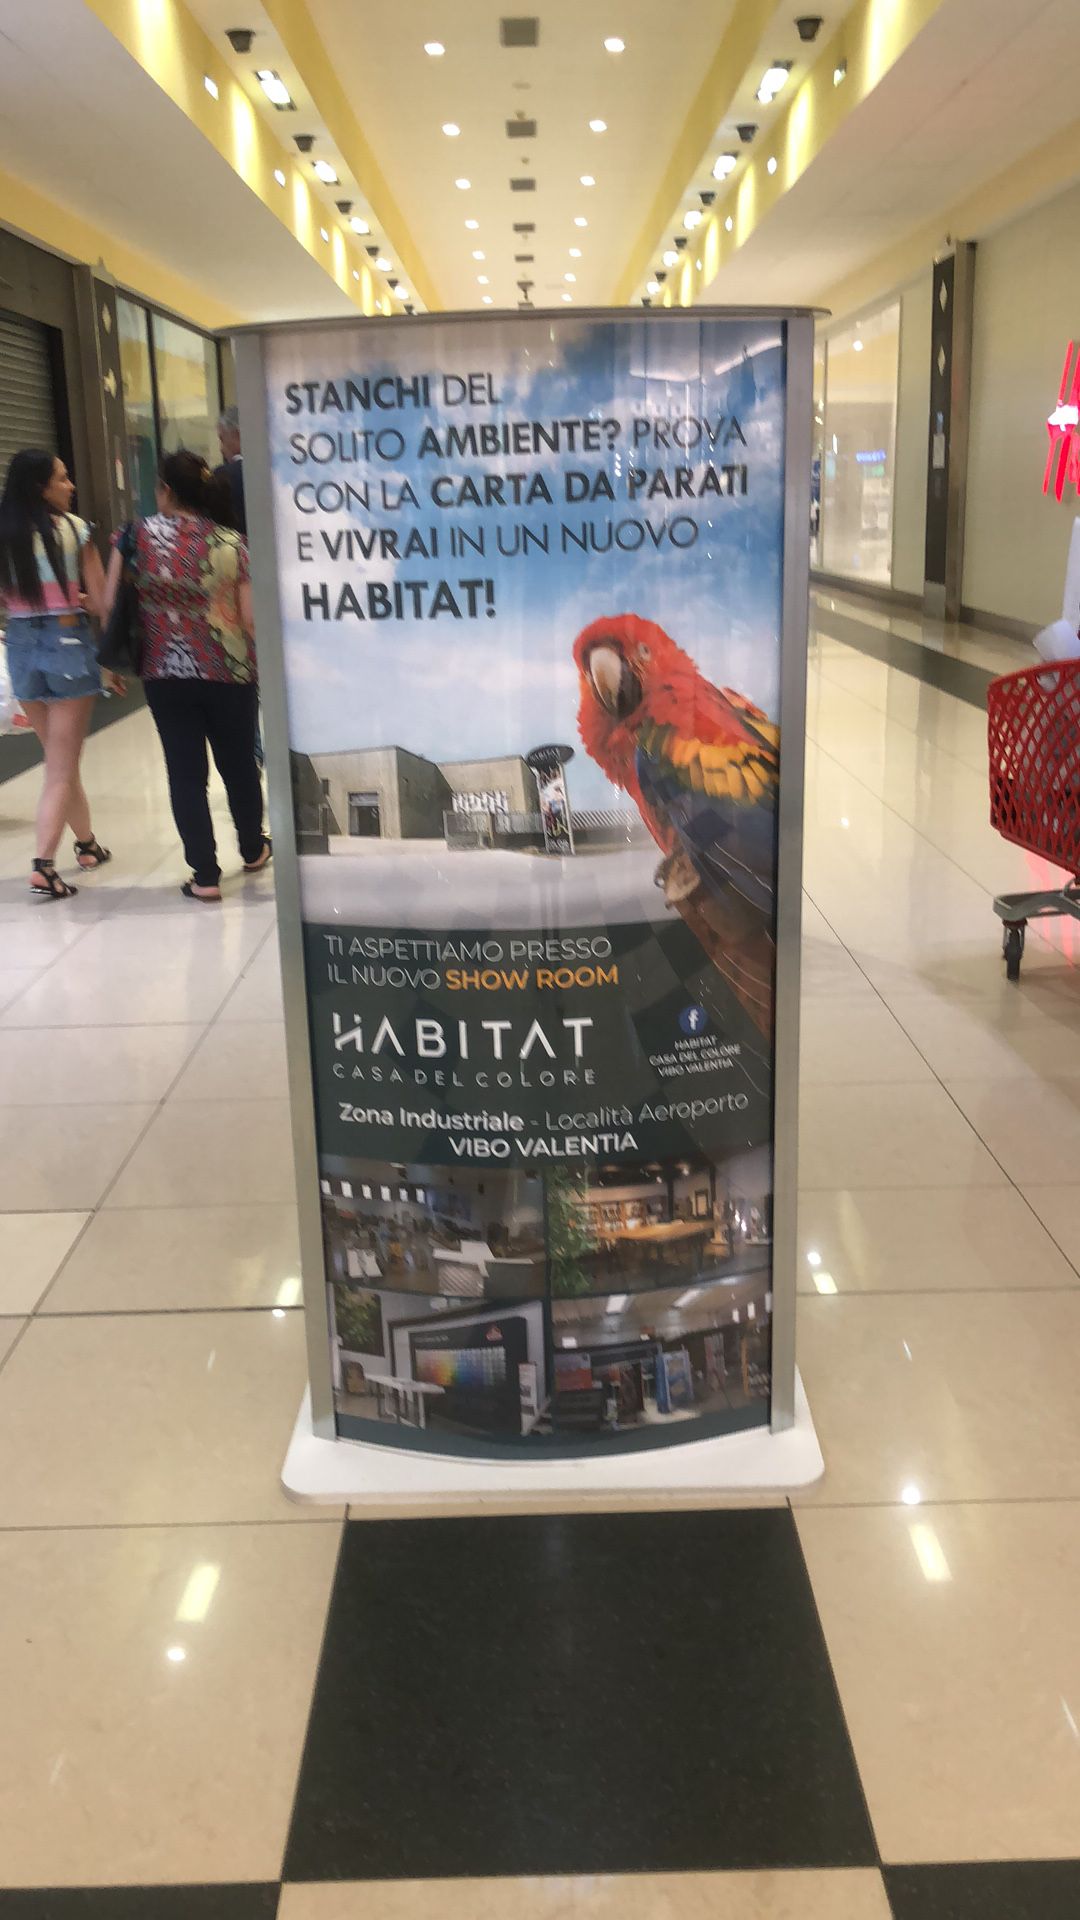 STANCHI DEL
SOLITO AMBIENTE? PROVA
CON LA CARTA DA PARATI
E VIVRAI IN UN NUOVO
HABITAT!
HABITAT
TI ASPETTIAMO PRESSO
IL NUOVO SHOW ROOM
HABITAT
CASA DEL COLORE
f
HABITAT
CASA DEL COLORE
VIBO VALENTIA
Zona Industriale - Località Aeroporto
VIBO VALENTIA